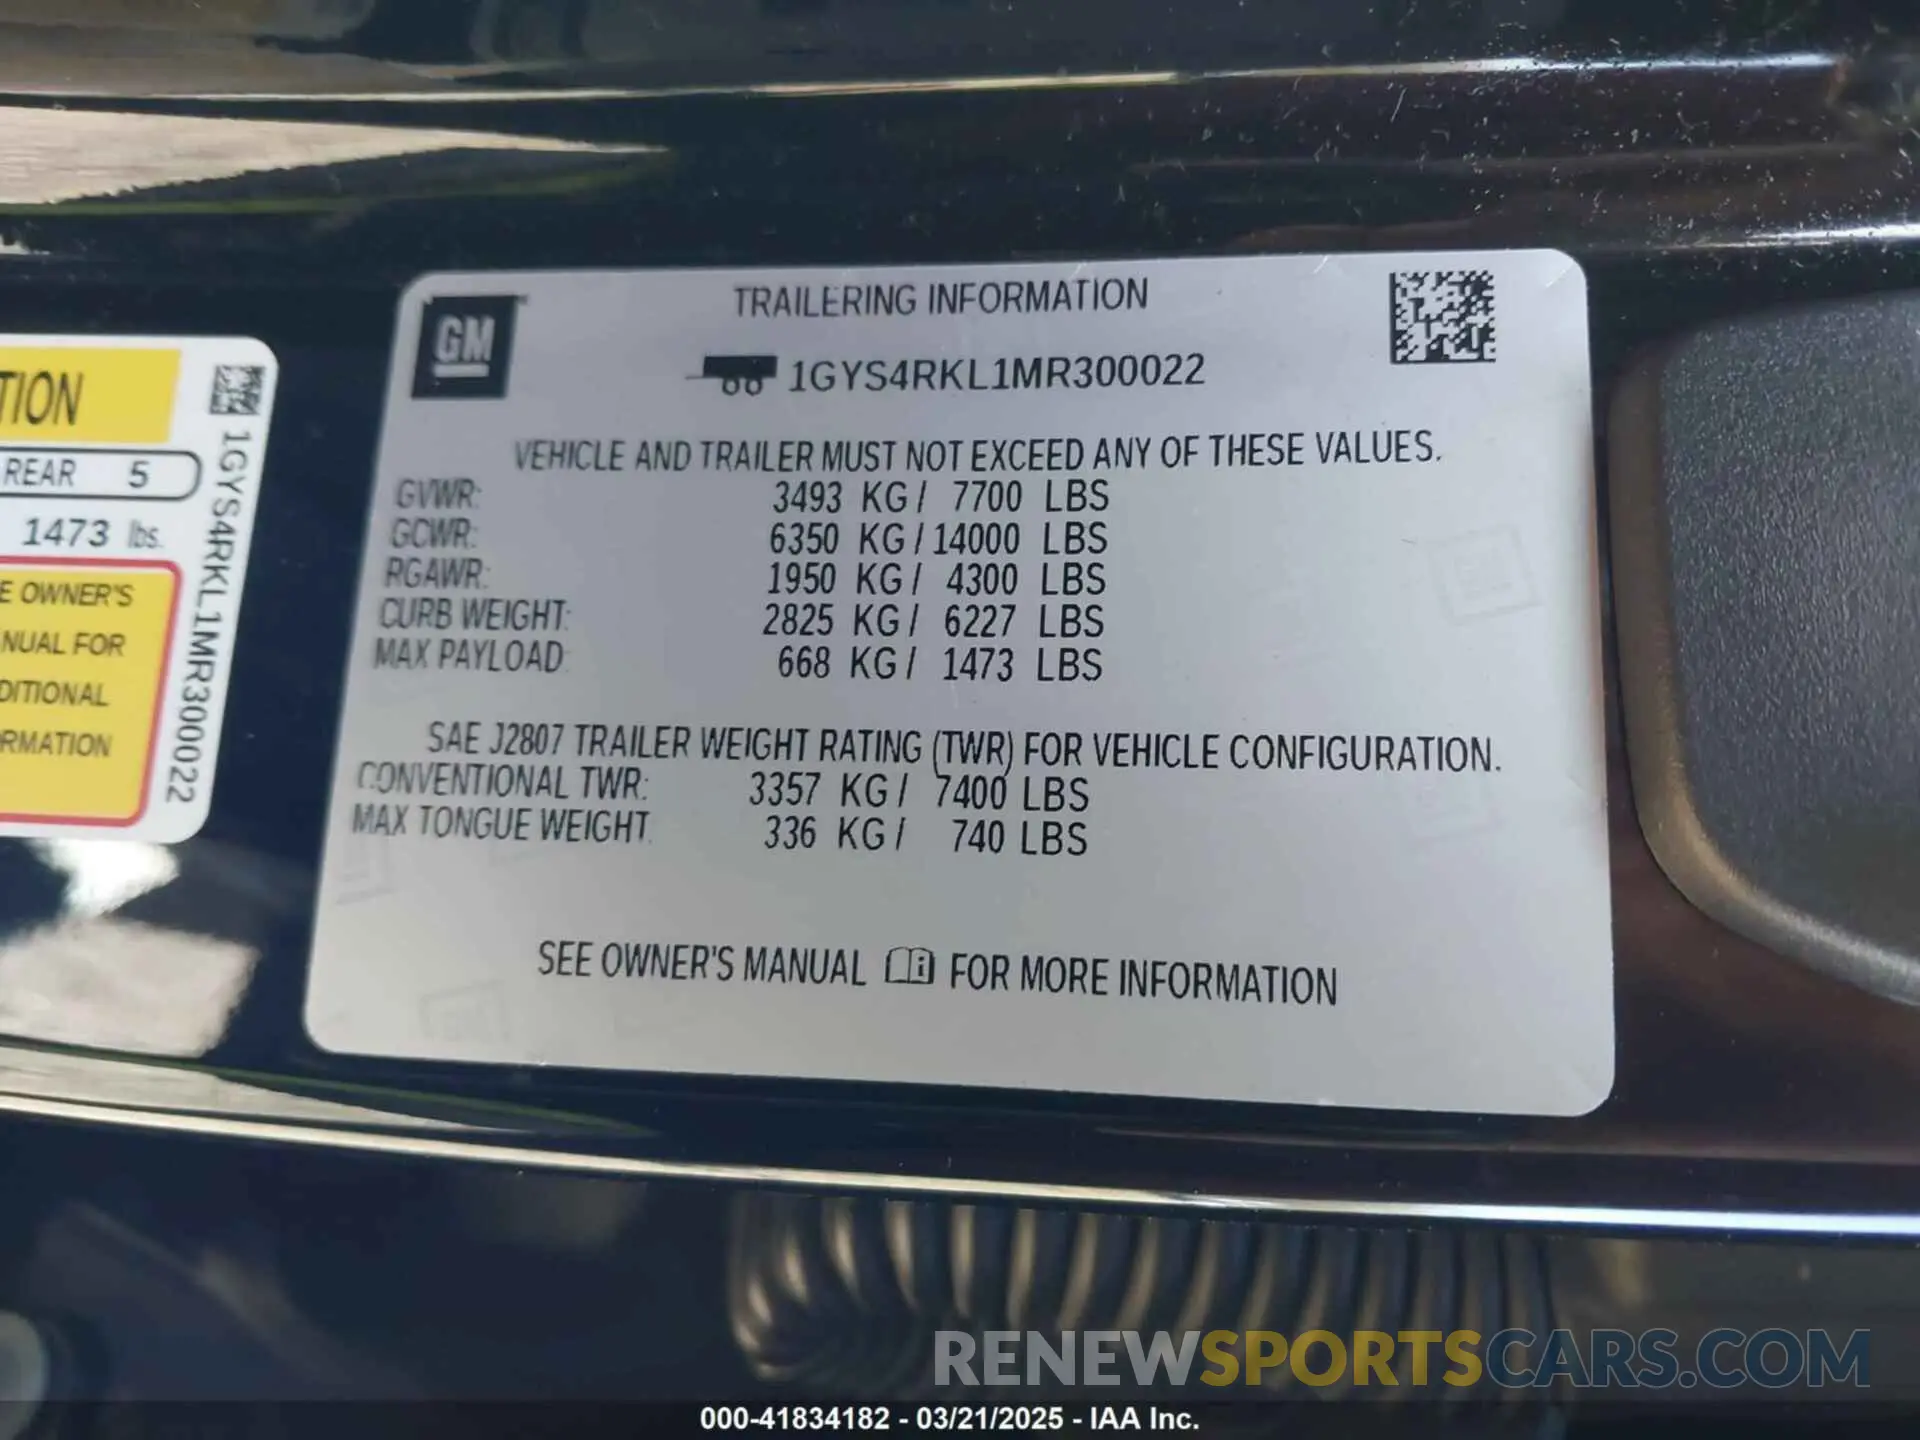 GM
TRAILERING INFORMATION
1GYS4RKL1MR300022
VEHICLE AND TRAILER MUST NOT EXCEED ANY OF THESE VALUES.
GVWR: 3493 KG/ 7700 LBS
GCWR: 6350 KG/14000 LBS
RGAWR: 1950 KG/ 4300 LBS
CURB WEIGHT: 2825 KG/ 6227 LBS
MAX PAYLOAD: 668 KG/ 1473 LBS
SAE J2807 TRAILER WEIGHT RATING (TWR) FOR VEHICLE CONFIGURATION.
CONVENTIONAL TWR: 3357 KG/ 7400 LBS
MAX TONGUE WEIGHT 336 KG/ 740 LBS
SEE OWNER'S MANUAL FOR MORE INFORMATION
TION
REAR 5
1473 lbs.
E OWNER'S
NUAL FOR
DITIONAL
RMATION
1GYS4RKL1MR300022
RENEWSPORTSCARS.COM
000-41834182 - 03/21/2025 - IAA Inc.